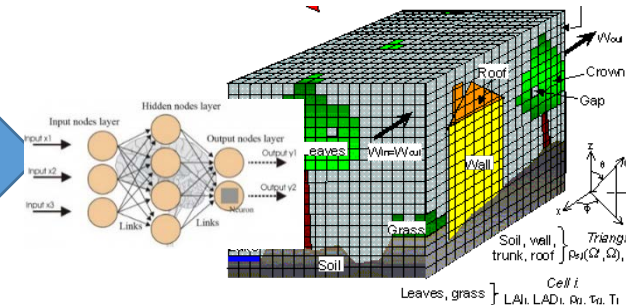 Hidden nodes layer
Input nodes layer
Output nodes layer
Input x1
Input x2
Input x3
Output y1
Output y2
Neuron
Links
Links
Wout
Roof
Crown
Gap
Leaves
Win=Wout
Wall
Grass
Soil
z
θ
x
Φ
Soil, wall,
trunk, roof
Leaves, grass
Cell i